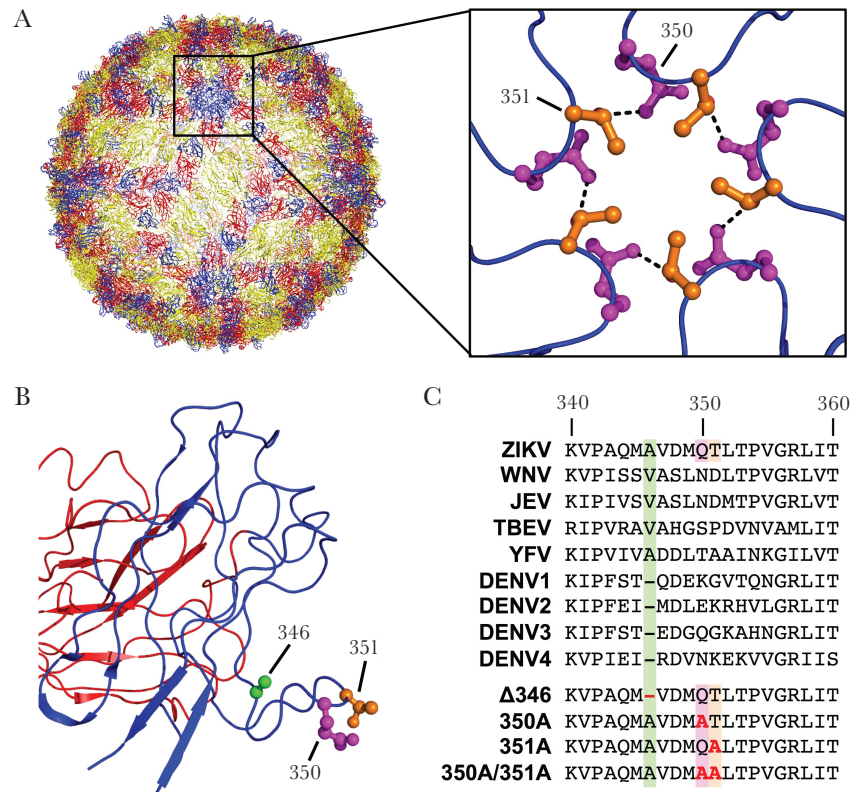 A
350
351
B
346
351
350
C
340 350 360
ZIKV KVPAQMAVDMQTLTPVGRLIT
WNV KVPISSVASLNDLTPVGRLVT
JEV KIPIVSVASLNDMTPVGRLVT
TBEV RIPVRAVAHGSPDVNVAMLIT
YFV KIPVIVADDLTAAINKGILVT
DENV1 KIPFST-QDEKGVTQNGRLIT
DENV2 KIPFEI-MDLEKRHVLGRLIT
DENV3 KIPFST-EDGQGKAHNGRLIT
DENV4 KVPIEI-RDVNKEKVVGRIIS
Δ346 KVPAQM-VDMQTLTPVGRLIT
350A KVPAQMAVDMATLTPVGRLIT
351A KVPAQMAVDMQALTPVGRLIT
350A/351A KVPAQMAVDMAALTPVGRLIT